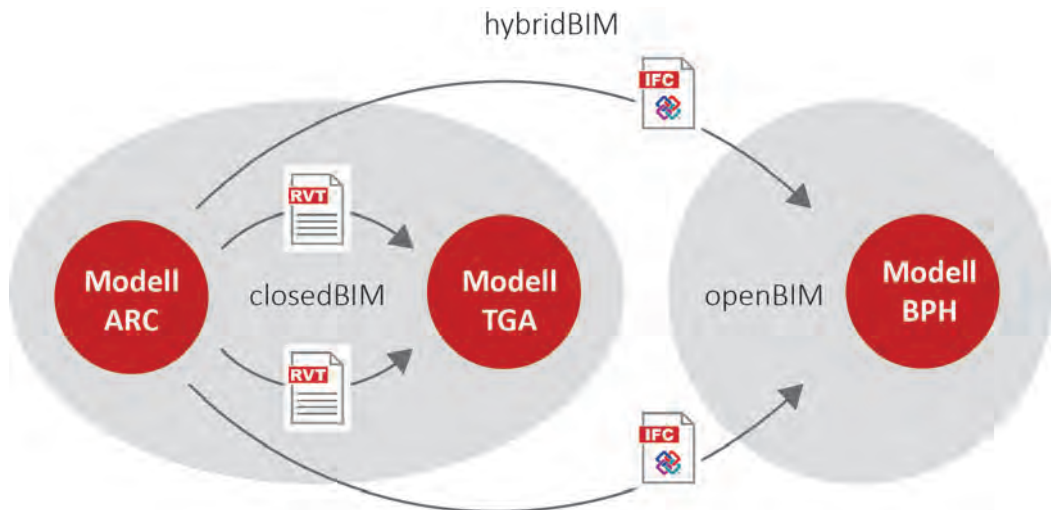 hybridBIM
IFC
RVT
Modell
ARC
closedBIM
Modell
TGA
openBIM
Modell
BPH
RVT
IFC